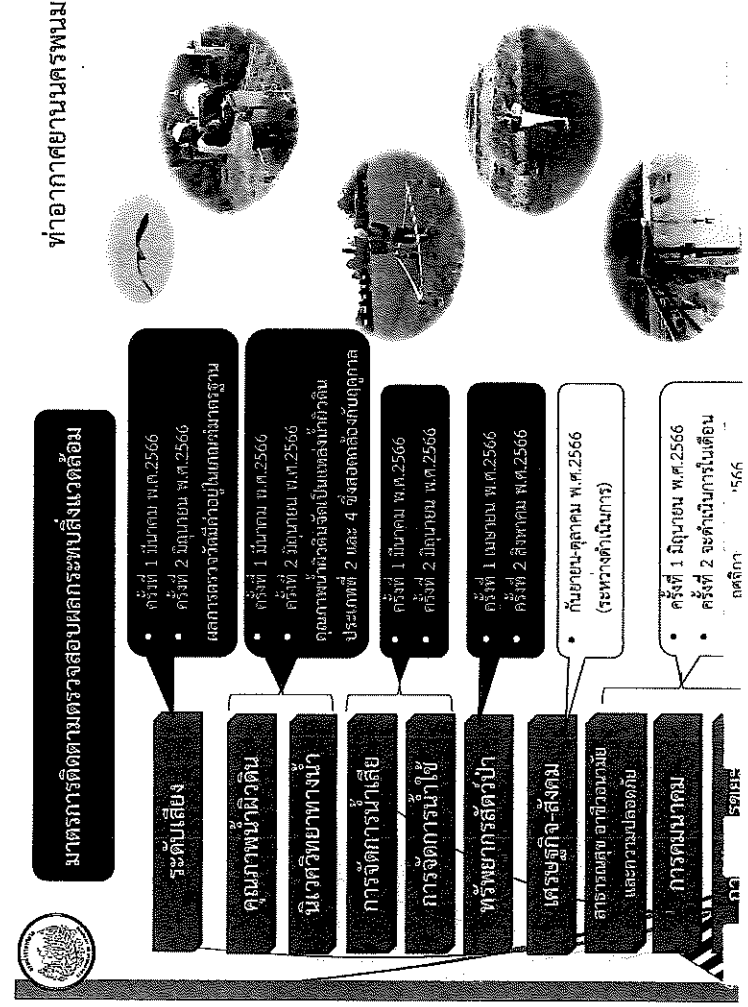 ท่าอากาศยานนครพนม
มาตรการติดตามตรวจสอบผลกระทบสิ่งแวดล้อม
ระดับเสียง
• ครั้งที่ 1 มีนาคม พ.ศ.2566
• ครั้งที่ 2 มิถุนายน พ.ศ.2566
ผลการตรวจวัดมีค่าอยู่ในเกณฑ์มาตรฐาน
คุณภาพน้ำผิวดิน
นิเวศวิทยาทางน้ำ
• ครั้งที่ 1 มีนาคม พ.ศ.2566
• ครั้งที่ 2 มิถุนายน พ.ศ.2566
คุณภาพน้ำผิวดินจัดเป็นแหล่งน้ำผิวดิน
ประเภทที่ 2 และ 4 ซึ่งสอดคล้องกับฤดูกาล
การจัดการน้ำเสีย
การจัดการน้ำใช้
• ครั้งที่ 1 มีนาคม พ.ศ.2566
• ครั้งที่ 2 มิถุนายน พ.ศ.2566
ทรัพยากรสัตว์ป่า
• ครั้งที่ 1 เมษายน พ.ศ.2566
• ครั้งที่ 2 สิงหาคม พ.ศ.2566
เศรษฐกิจ-สังคม
• กันยายน-ตุลาคม พ.ศ.2566
(ระหว่างดำเนินการ)
สาธารณสุข อาชีวอนามัย
และความปลอดภัย
การคมนาคม
• ครั้งที่ 1 มิถุนายน พ.ศ.2566
• ครั้งที่ 2 จะดำเนินการในเดือน